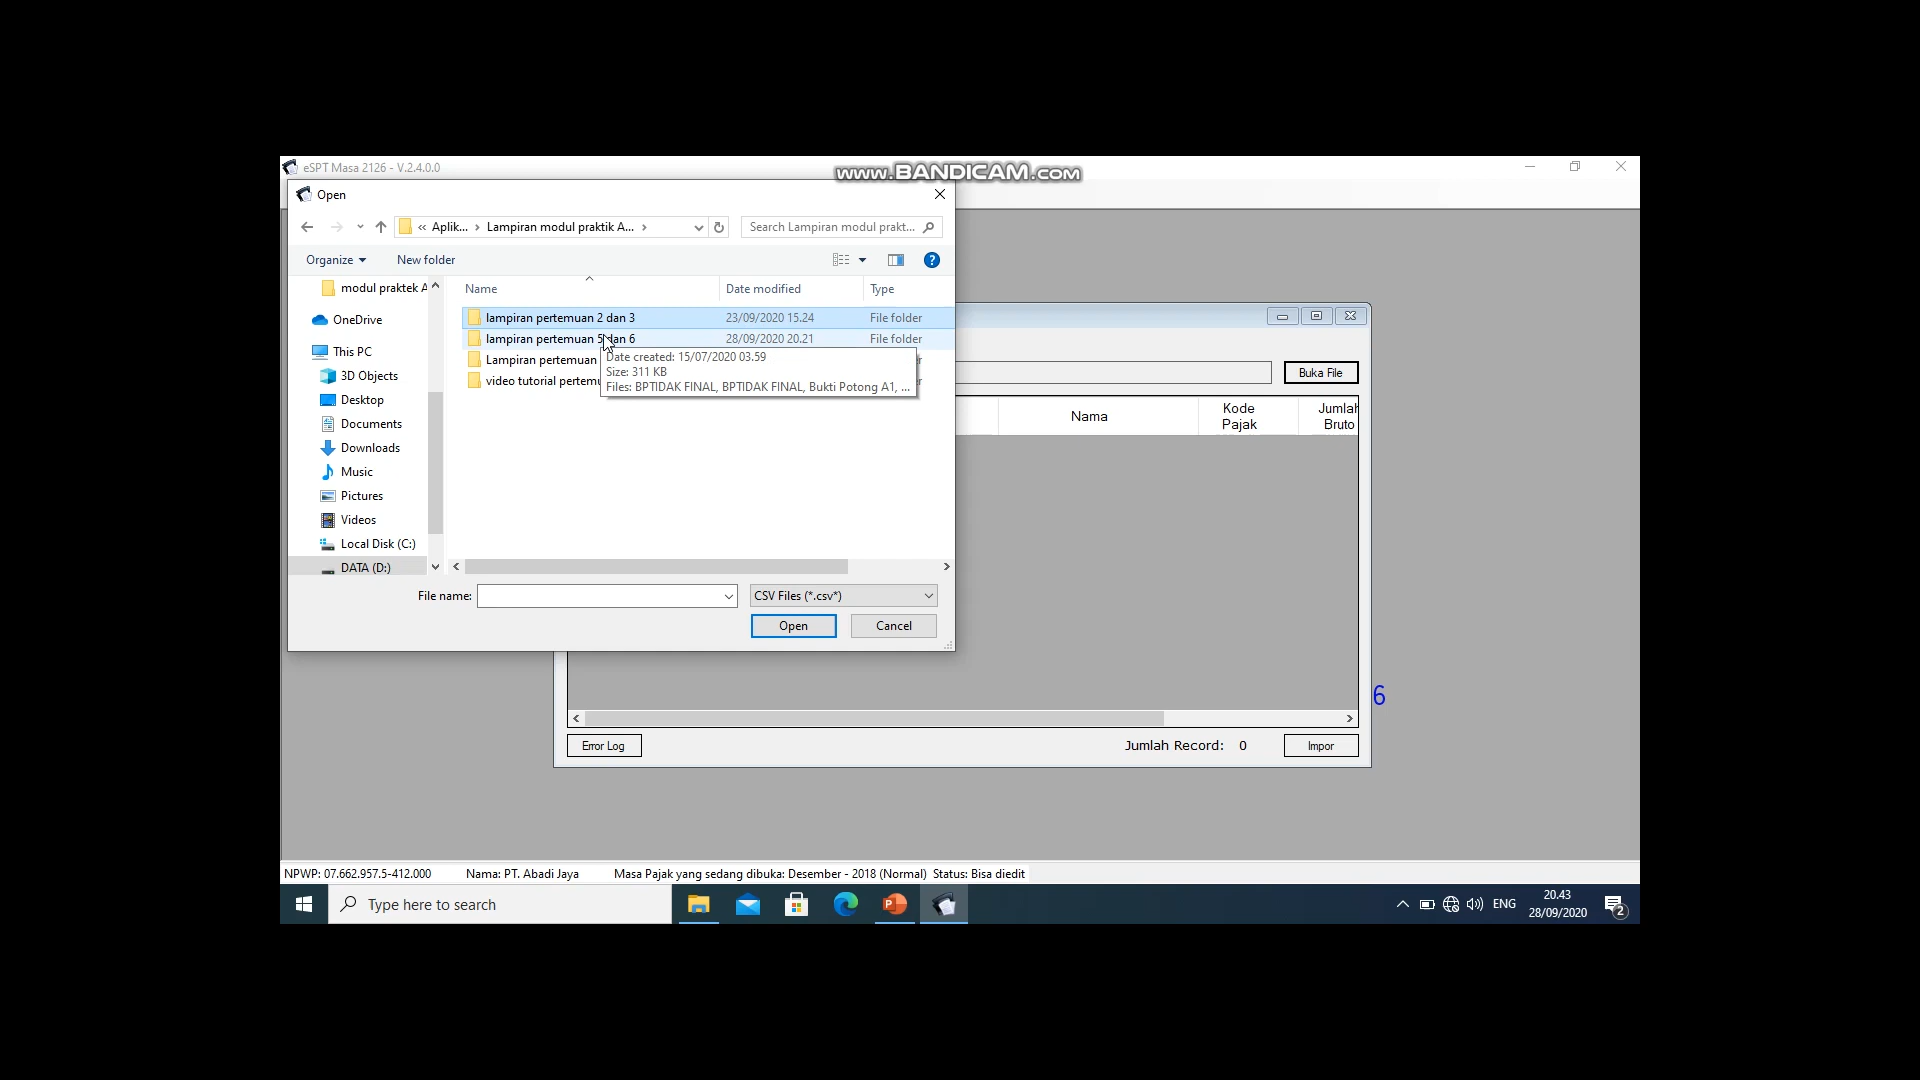 eSPT Masa 2126 - V.2.4.0.0
www.BANDICAM.com
Open
« Aplik... › Lampiran modul praktik A... ›
Search Lampiran modul prakt...
Organize
New folder
modul praktek A
OneDrive
This PC
3D Objects
Desktop
Documents
Downloads
Music
Pictures
Videos
Local Disk (C:)
DATA (D:)
Name Date modified Type
lampiran pertemuan 2 dan 3 23/09/2020 15.24 File folder
lampiran pertemuan 5 dan 6 28/09/2020 20.21 File folder
Lampiran pertemuan
video tutorial pertemu
Date created: 15/07/2020 03.59
Size: 311 KB
Files: BPTIDAK FINAL, BPTIDAK FINAL, Bukti Potong A1, ...
File name:
CSV Files (*.csv*)
Open
Cancel
Buka File
Nama
Kode Pajak
Jumlah Bruto
6
Error Log
Jumlah Record: 0
Impor
NPWP: 07.662.957.5-412.000 Nama: PT. Abadi Jaya Masa Pajak yang sedang dibuka: Desember - 2018 (Normal) Status: Bisa diedit
Type here to search
ENG
20.43
28/09/2020
2